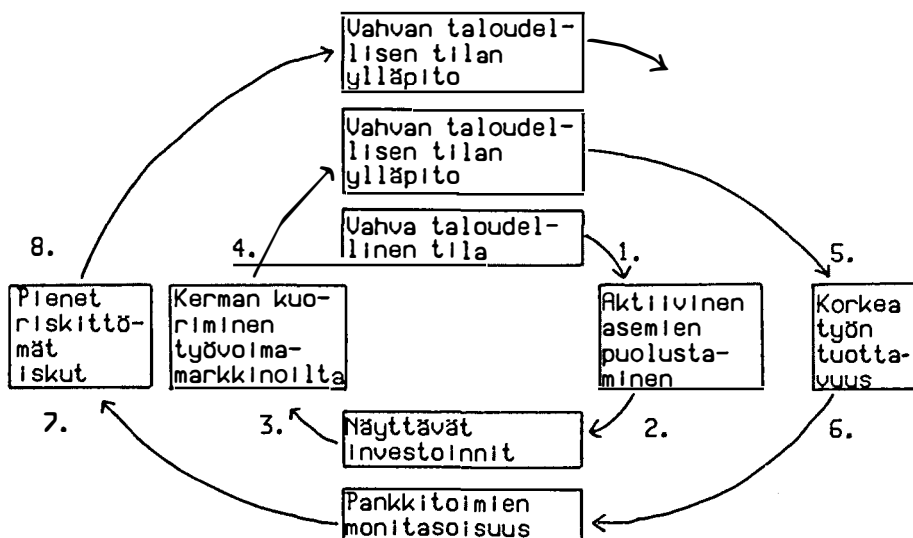 Vahvan taloudel-
lisen tilan
ylläpito
Vahvan taloudel-
lisen tilan
ylläpito
Vahva taloudel-
linen tila
8.
4.
1.
5.
Pienet
riskittö-
mät
iskut
Kerman kuo-
riminen
työvoima-
markkinoilta
Aktiivinen
asemien
puolusta-
minen
Korkea
työn
tuotta-
vuus
7.
3.
2.
6.
Näyttävät
investoinnit
Pankkitoimien
monitasoisuus